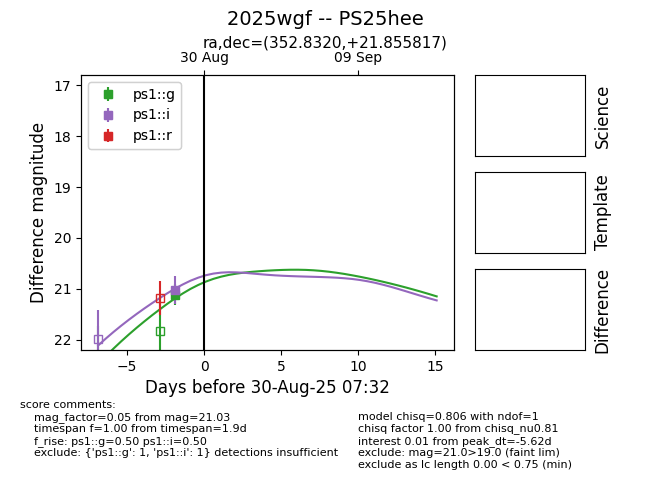 2025wgf -- PS25hee
ra,dec=(352.8320,+21.855817)
30 Aug
09 Sep
17
18
19
20
21
22
Difference magnitude
ps1::g
ps1::i
ps1::r
−5
0
5
10
15
Days before 30-Aug-25 07:32
Science
Template
Difference
score comments:
mag_factor=0.05 from mag=21.03
timespan f=1.00 from timespan=1.9d
f_rise: ps1::g=0.50 ps1::i=0.50
exclude: {'ps1::g': 1, 'ps1::i': 1} detections insufficient
model chisq=0.806 with ndof=1
chisq factor 1.00 from chisq_nu0.81
interest 0.01 from peak_dt=-5.62d
exclude: mag=21.0>19.0 (faint lim)
exclude as lc length 0.00 < 0.75 (min)